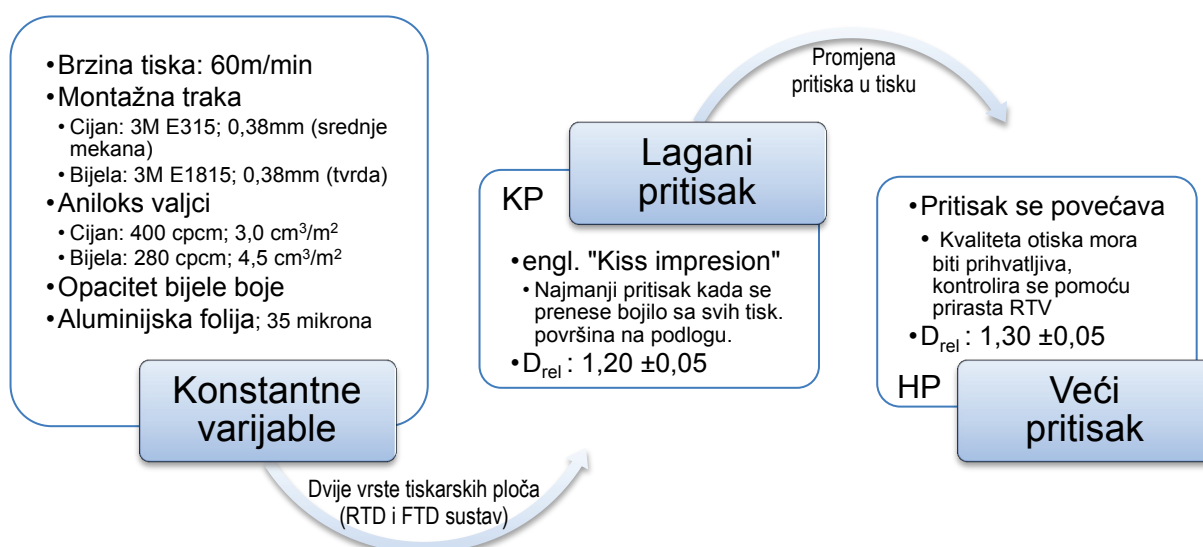 •Brzina tiska: 60m/min
•Montažna traka
• Cijan: 3M E315; 0,38mm (srednje
mekana)
• Bijela: 3M E1815; 0,38mm (tvrda)
•Aniloks valjci
• Cijan: 400 cpcm; 3,0 cm³/m²
• Bijela: 280 cpcm; 4,5 cm³/m²
•Opacitet bijele boje
•Aluminijska folija; 35 mikrona
Konstantne
varijable
Dvije vrste tiskarskih ploča
(RTD i FTD sustav)
Lagani
pritisak
KP
•engl. "Kiss impresion"
• Najmanji pritisak kada se
prenese bojilo sa svih tisk.
površina na podlogu.
•D_rel : 1,20 ±0,05
Promjena
pritiska u tisku
•Pritisak se povećava
• Kvaliteta otiska mora
biti prihvatljiva,
kontrolira se pomoću
prirasta RTV
•D_rel : 1,30 ±0,05
HP
Veći
pritisak